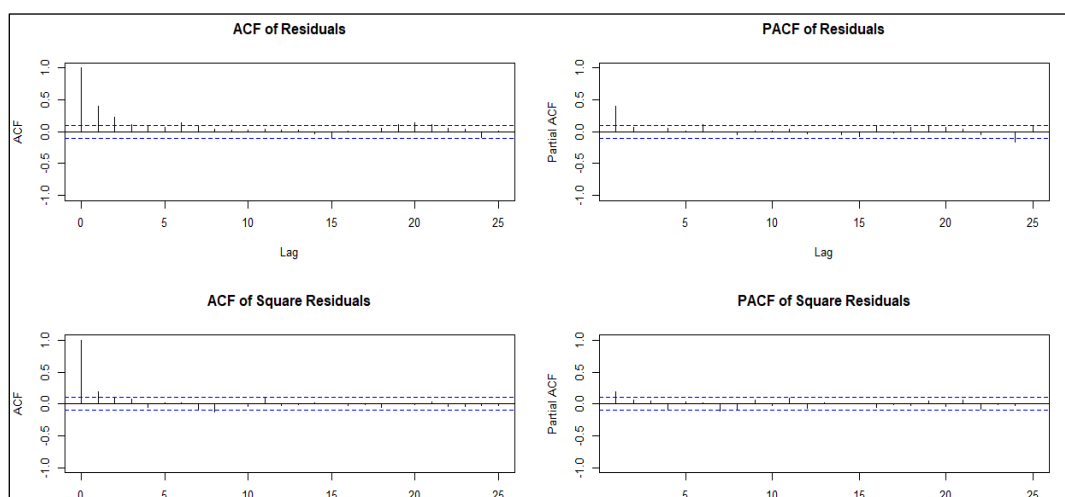 ACF of Residuals
ACF
1.0
0.5
0.0
-0.5
-1.0
0 5 10 15 20 25
Lag
PACF of Residuals
Partial ACF
1.0
0.5
0.0
-0.5
-1.0
5 10 15 20 25
Lag
ACF of Square Residuals
ACF
1.0
0.5
0.0
-0.5
-1.0
0 5 10 15 20 25
PACF of Square Residuals
Partial ACF
1.0
0.5
0.0
-0.5
-1.0
5 10 15 20 25